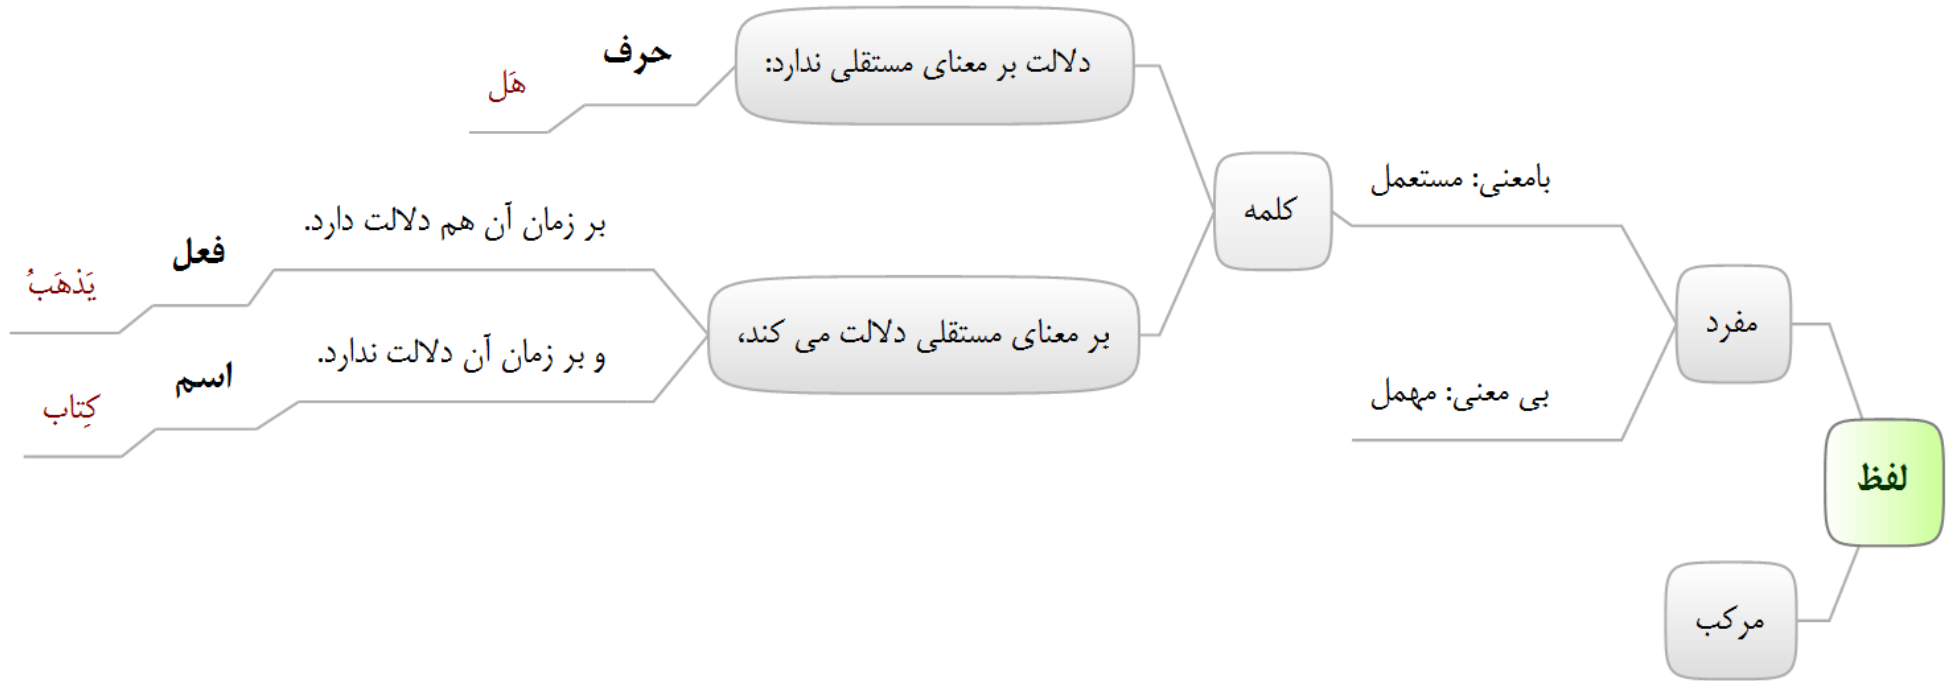 لفظ
مفرد
بامعنی: مستعمل
کلمه
دلالت بر معنای مستقلی ندارد:
حرف
هَل
بر معنای مستقلی دلالت می کند،
بر زمان آن هم دلالت دارد.
فعل
یَذهَبُ
و بر زمان آن دلالت ندارد.
اسم
کِتاب
بی معنی: مهمل
مرکب